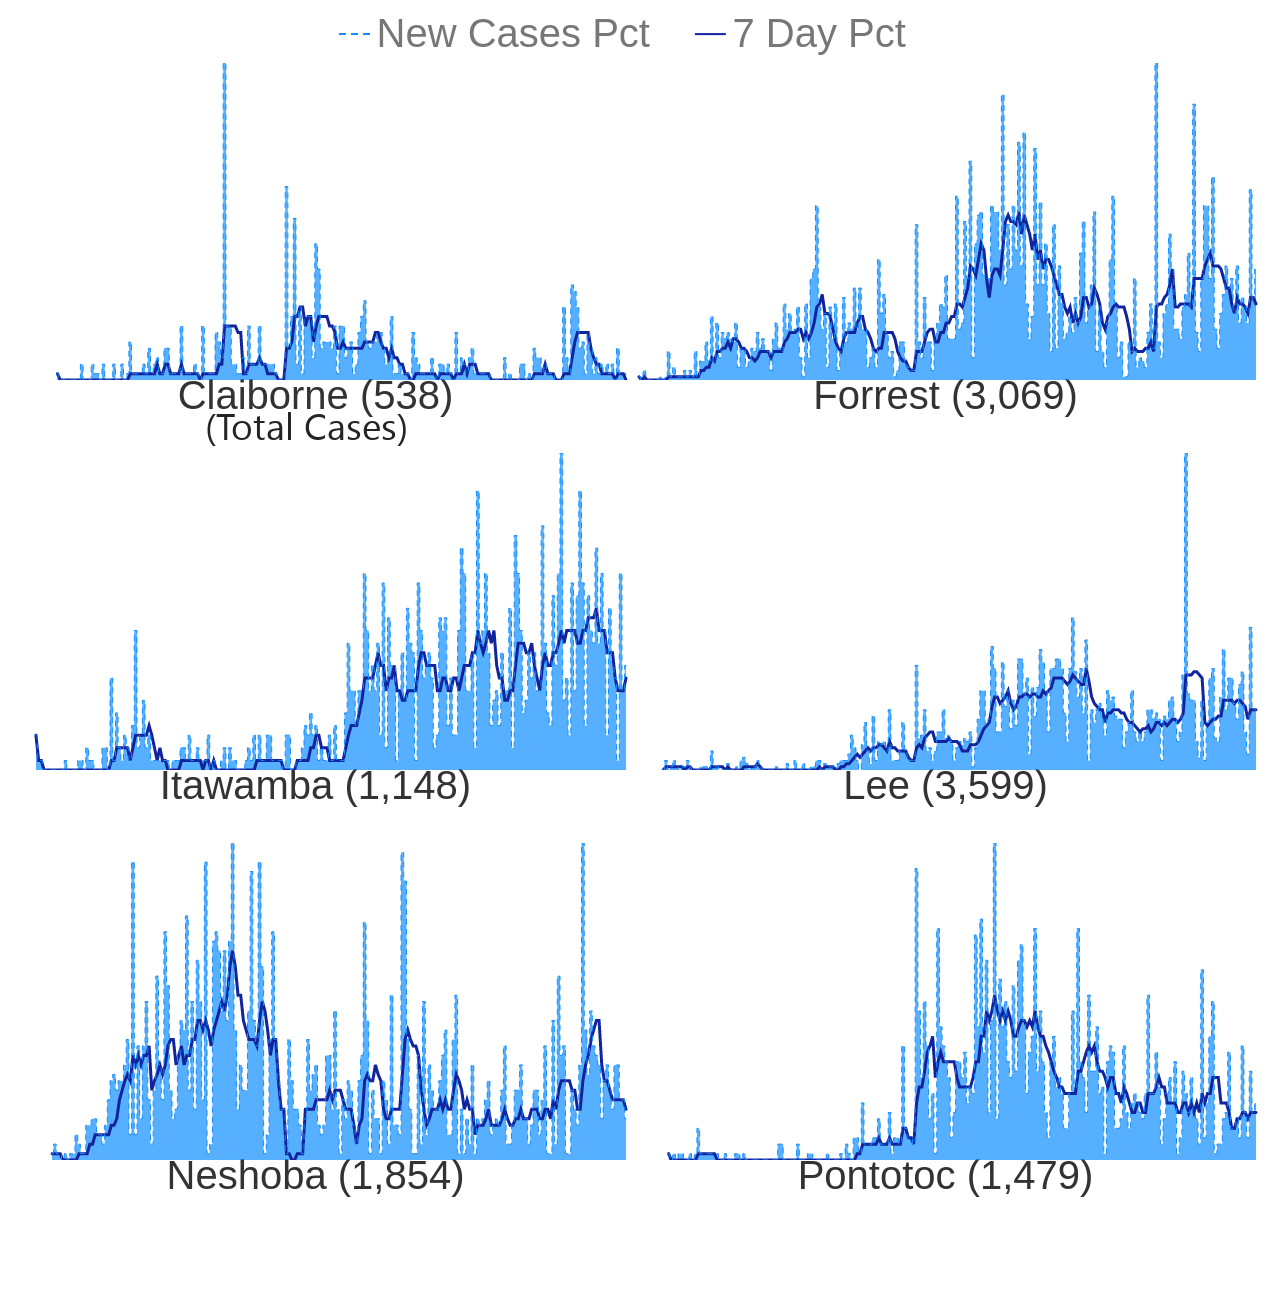 New Cases Pct 7 Day Pct
Claiborne (538) Forrest (3,069)
(Total Cases)
Itawamba (1,148) Lee (3,599)
Neshoba (1,854) Pontotoc (1,479)